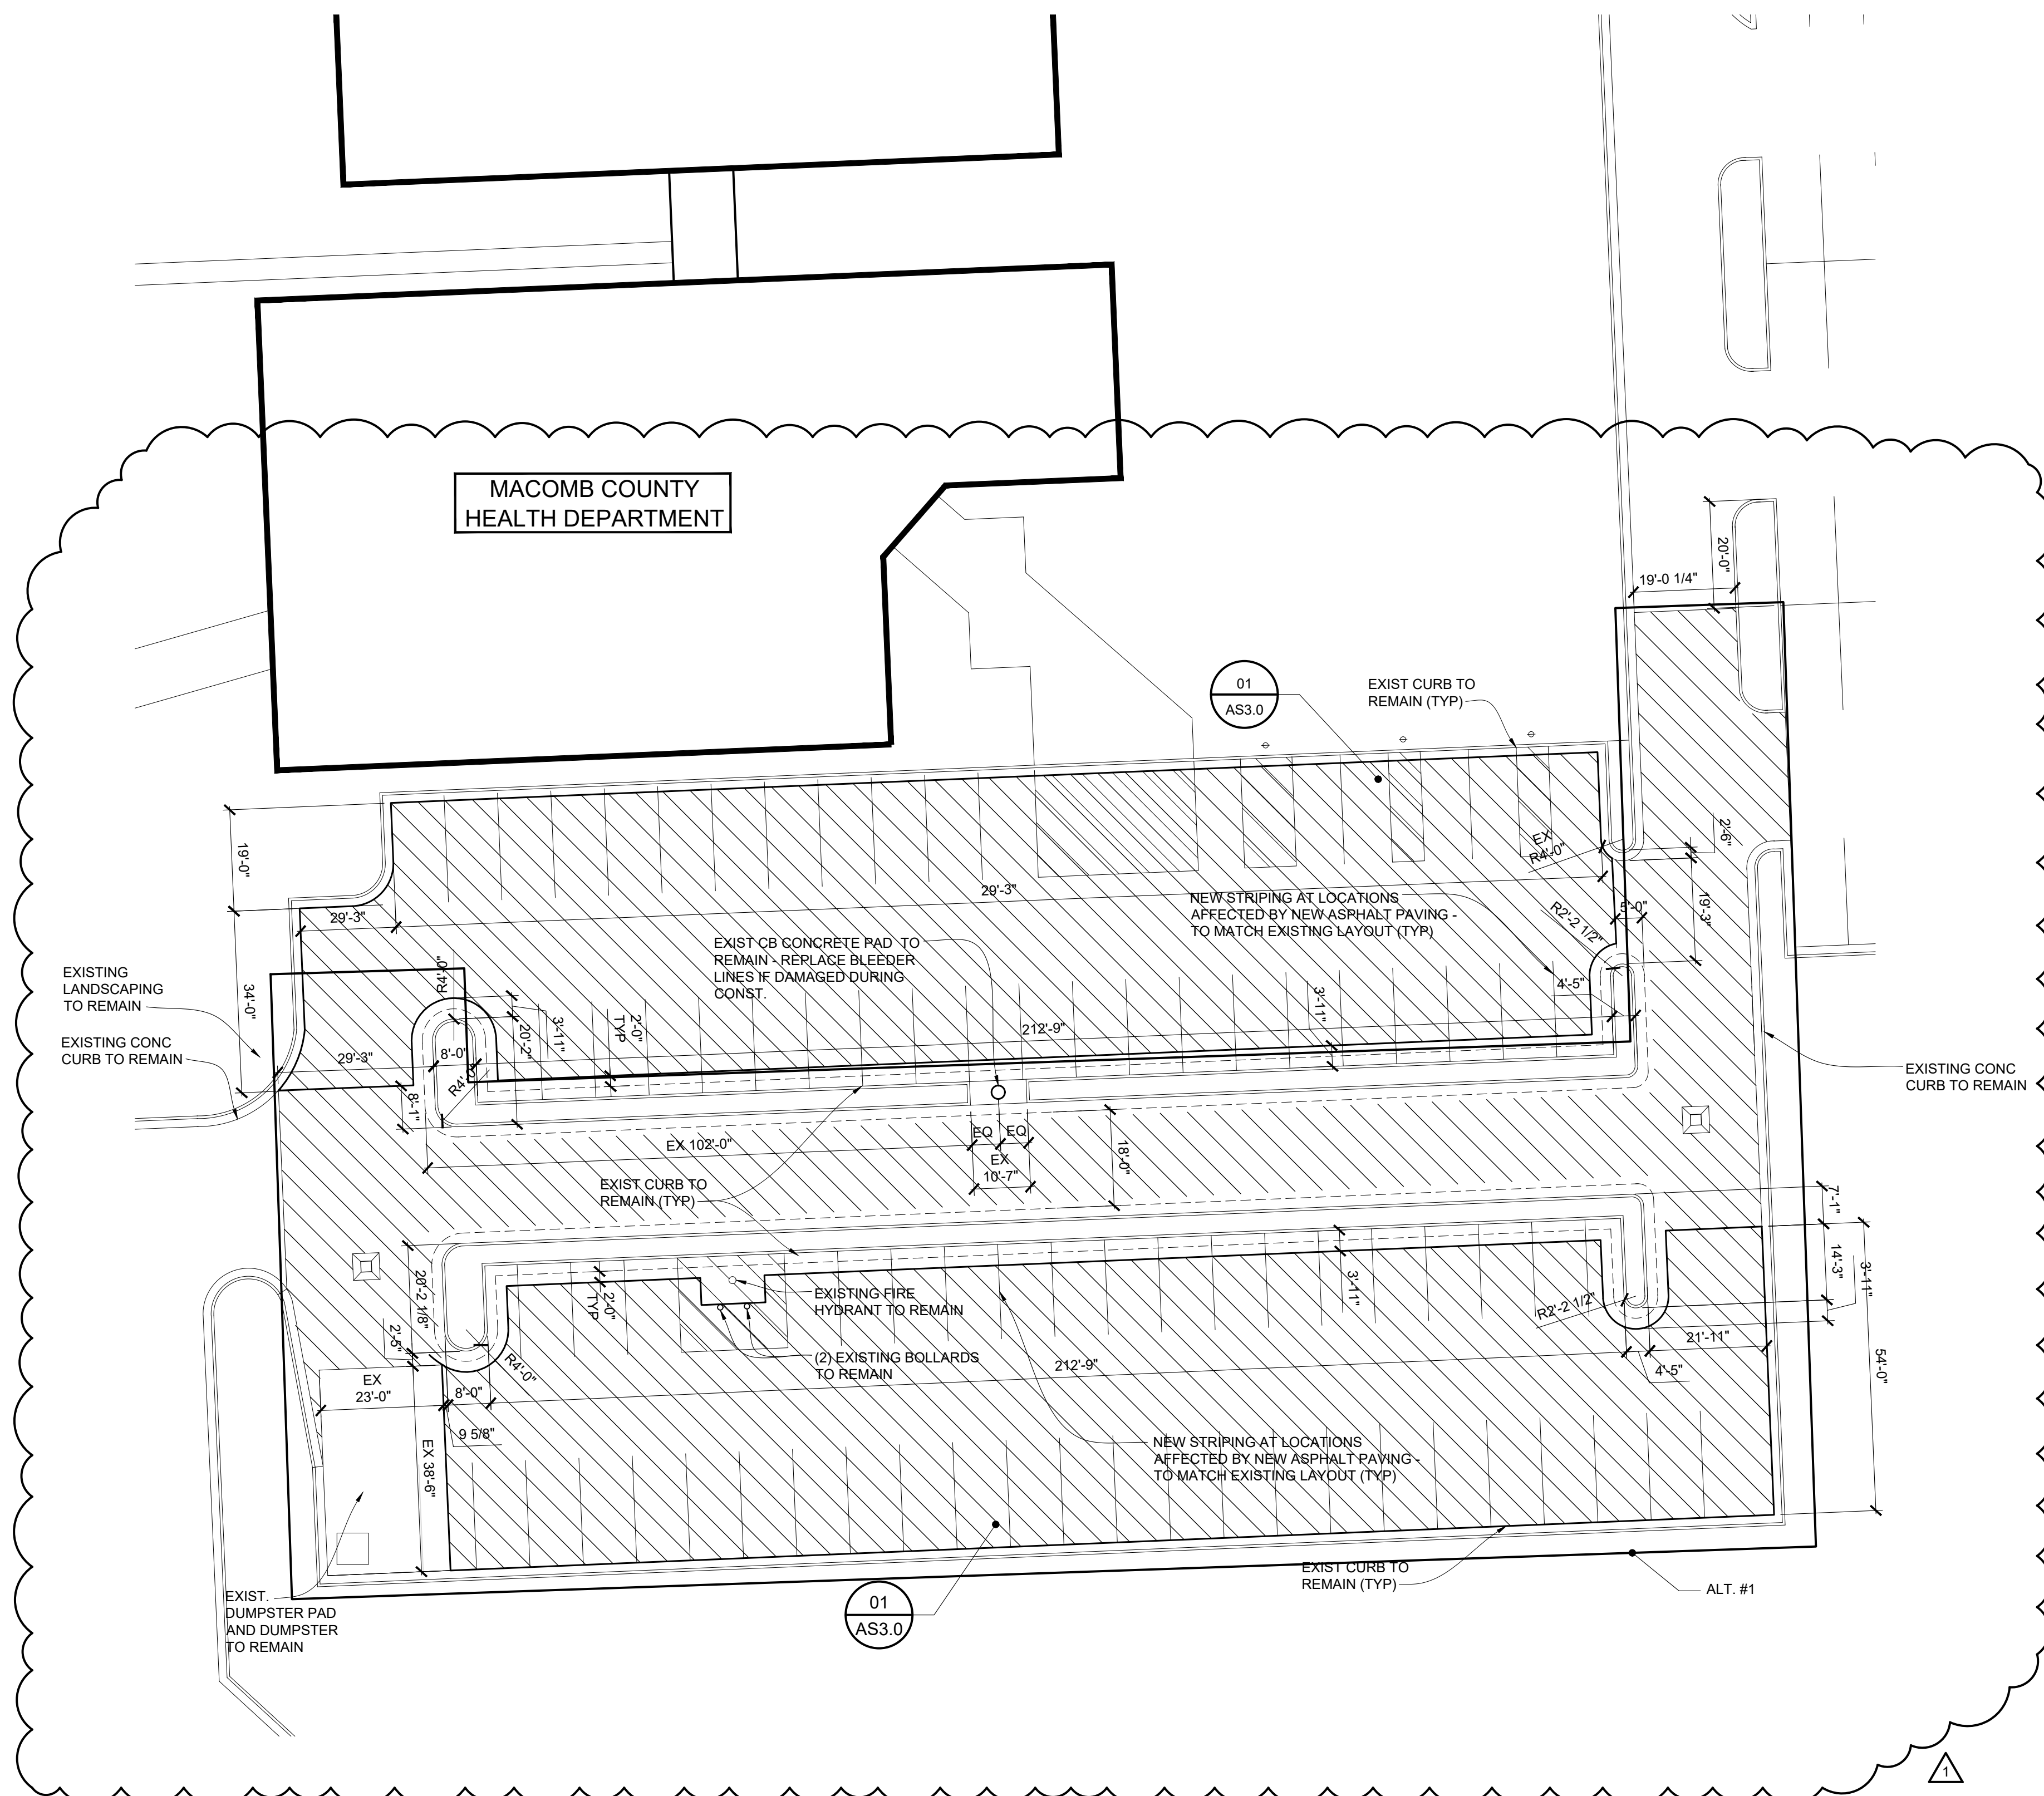 MACOMB COUNTY
HEALTH DEPARTMENT
20'-0"
19'-0 1/4"
01
AS3.0
EXIST CURB TO
REMAIN (TYP)
19'-0"
EX
R4'-0"
2'-6"
29'-3"
29'-3"
NEW STRIPING AT LOCATIONS
AFFECTED BY NEW ASPHALT PAVING -
TO MATCH EXISTING LAYOUT (TYP)
R2'-2 1/2"
5'-0"
19'-3"
EXIST CB CONCRETE PAD TO
REMAIN - REPLACE BLEEDER
LINES IF DAMAGED DURING
CONST.
EXISTING
LANDSCAPING
TO REMAIN
R4'-0"
34'-0"
4'-5"
3'-11"
EXISTING CONC
CURB TO REMAIN
29'-3"
8'-0"
20'-2"
3'-11"
2'-0"
TYP
212'-9"
R4'-0"
8'-1"
EXISTING CONC
CURB TO REMAIN
EX 102'-0"
EQ
EQ
EX
10'-7"
18'-0"
EXIST CURB TO
REMAIN (TYP)
7'-1"
14'-3"
3'-11"
20'-2 1/8"
2'-0"
TYP
EXISTING FIRE
HYDRANT TO REMAIN
3'-11"
R2'-2 1/2"
21'-11"
2'-5"
R4'-0"
(2) EXISTING BOLLARDS
TO REMAIN
212'-9"
4'-5"
54'-0"
EX
23'-0"
8'-0"
9 5/8"
EX 38'-6"
NEW STRIPING AT LOCATIONS
AFFECTED BY NEW ASPHALT PAVING -
TO MATCH EXISTING LAYOUT (TYP)
EXIST CURB TO
REMAIN (TYP)
ALT. #1
EXIST.
DUMPSTER PAD
AND DUMPSTER
TO REMAIN
01
AS3.0
1